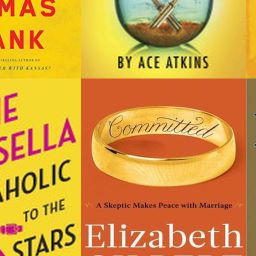 MAS
ANK
BY ACE ATKINS
SELLA
AHOLIC
TO THE
STARS
Committed
A Skeptic Makes Peace with Marriage
Elizabeth